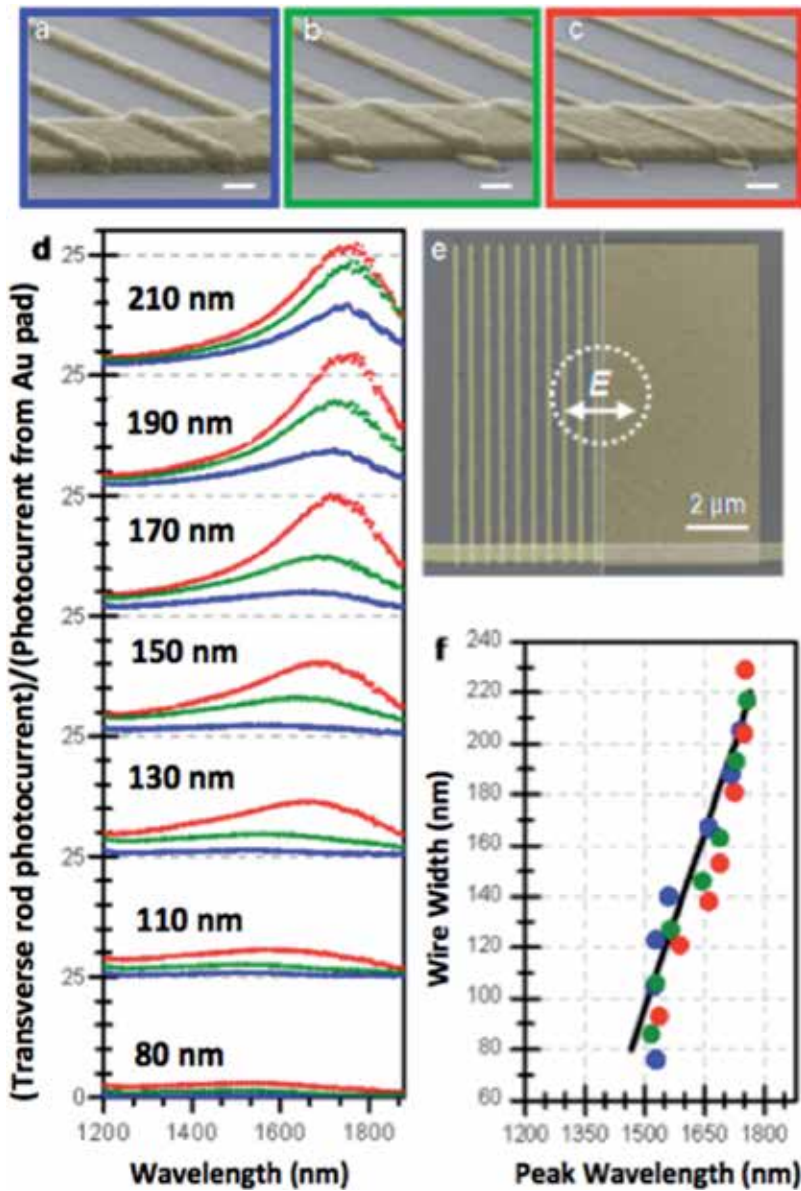 a
b
c
d
25
210 nm
25
190 nm
25
170 nm
25
150 nm
25
130 nm
25
110 nm
25
80 nm
0
1200 1400 1600 1800
Wavelength (nm)
(Transverse rod photocurrent)/(Photocurrent from Au pad)
e
E
2 μm
f
240
220
200
180
160
140
120
100
80
60
1200 1350 1500 1650 1800
Peak Wavelength (nm)
Wire Width (nm)